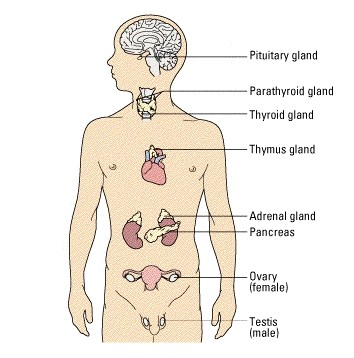 Pituitary gland
Parathyroid gland
Thyroid gland
Thymus gland
Adrenal gland
Pancreas
Ovary
(female)
Testis
(male)